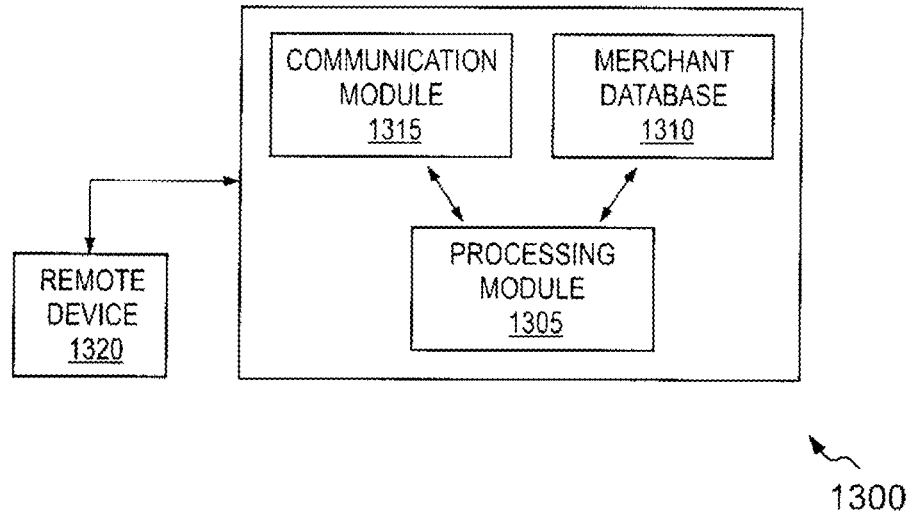 COMMUNICATION
MODULE
1315
MERCHANT
DATABASE
1310
PROCESSING
MODULE
1305
REMOTE
DEVICE
1320
1300